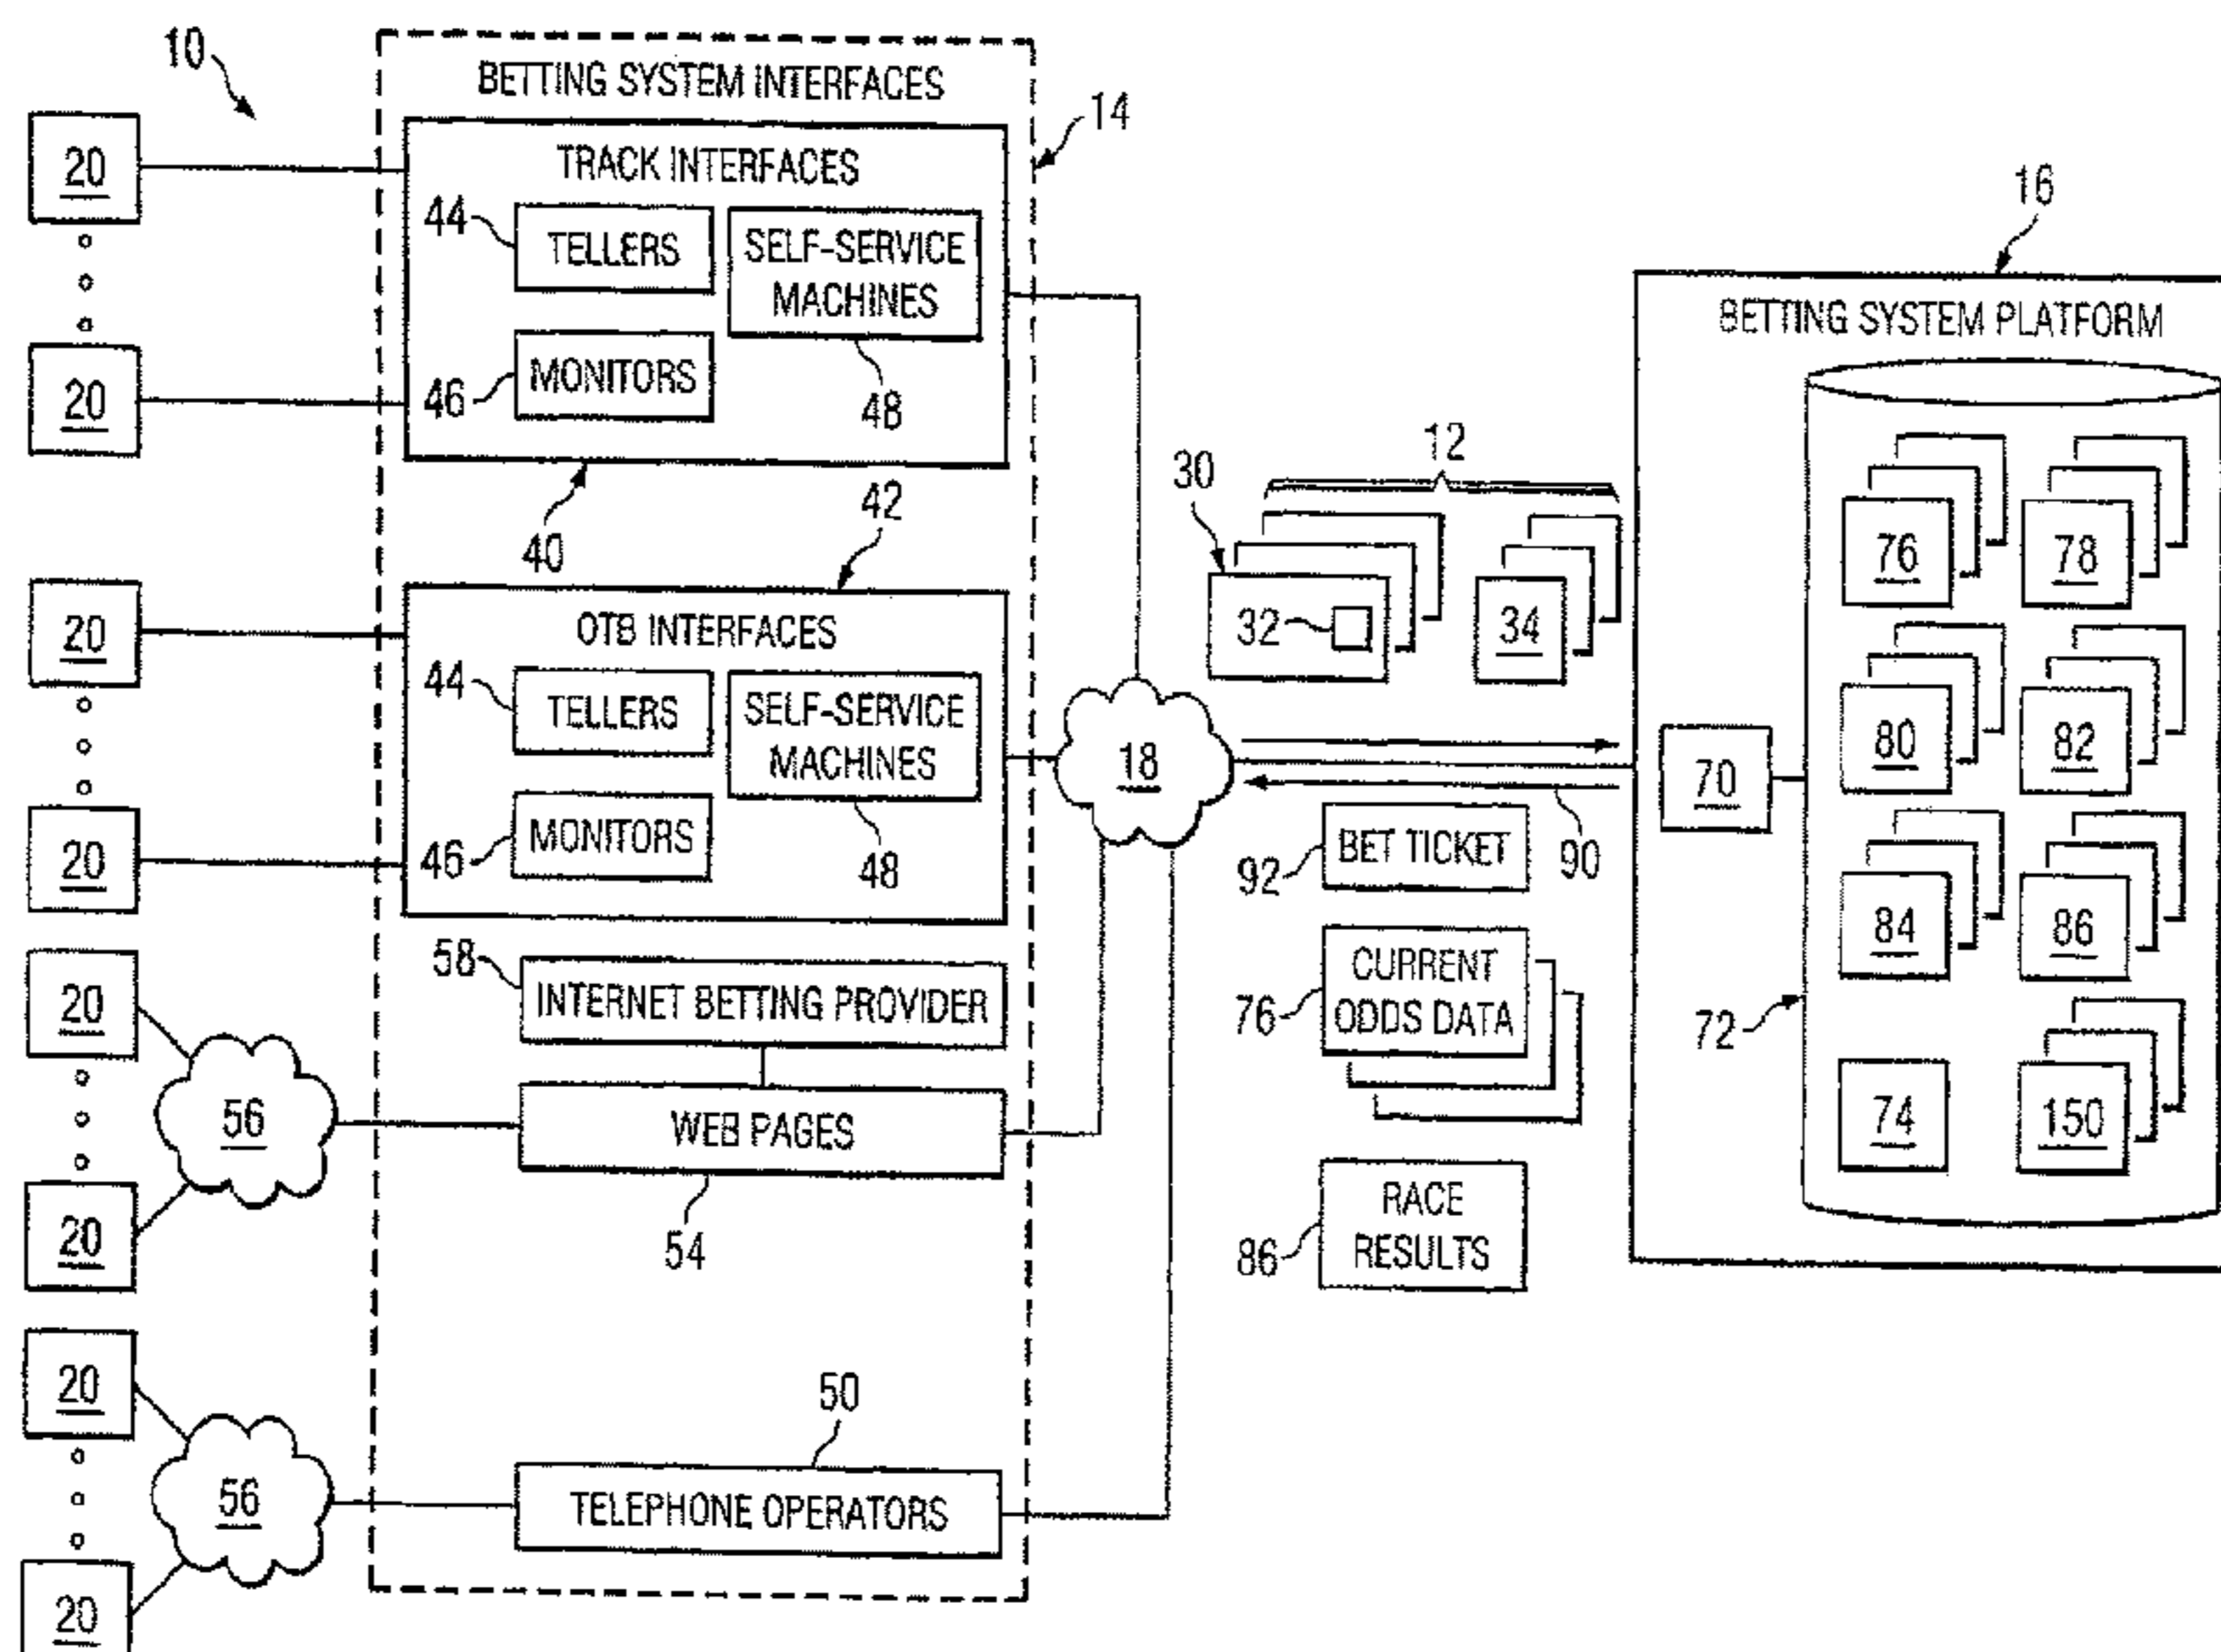 10
BETTING SYSTEM INTERFACES
14
20
TRACK INTERFACES
44
TELLERS
SELF-SERVICE
MACHINES
46
MONITORS
48
20
40
42
20
OTB INTERFACES
44
TELLERS
SELF-SERVICE
MACHINES
46
MONITORS
48
20
58
INTERNET BETTING PROVIDER
20
56
WEB PAGES
54
20
20
50
56
TELEPHONE OPERATORS
20
18
12
30
32
34
90
92
BET TICKET
76
CURRENT
ODDS DATA
86
RACE
RESULTS
16
BETTING SYSTEM PLATFORM
70
72
76
78
80
82
84
86
74
150